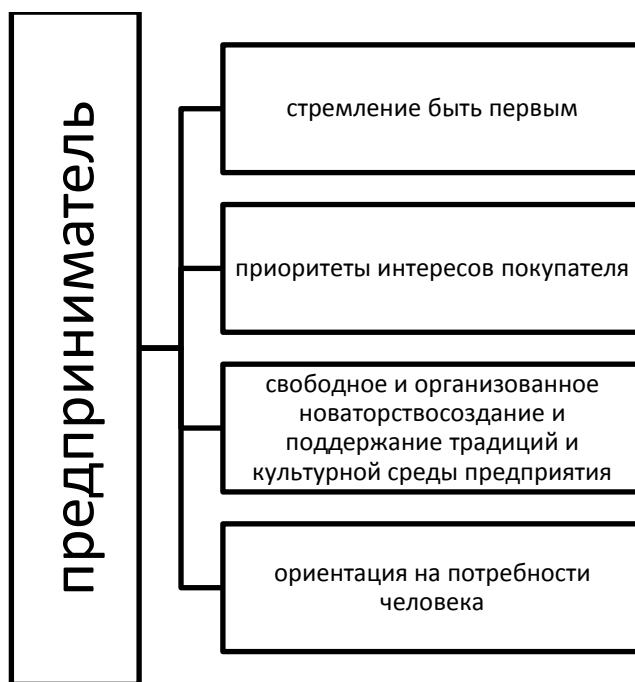 предприниматель
стремление быть первым
приоритеты интересов покупателя
свободное и организованное
новаторствосоздание и
поддержание традиций и
культурной среды предприятия
ориентация на потребности
человека